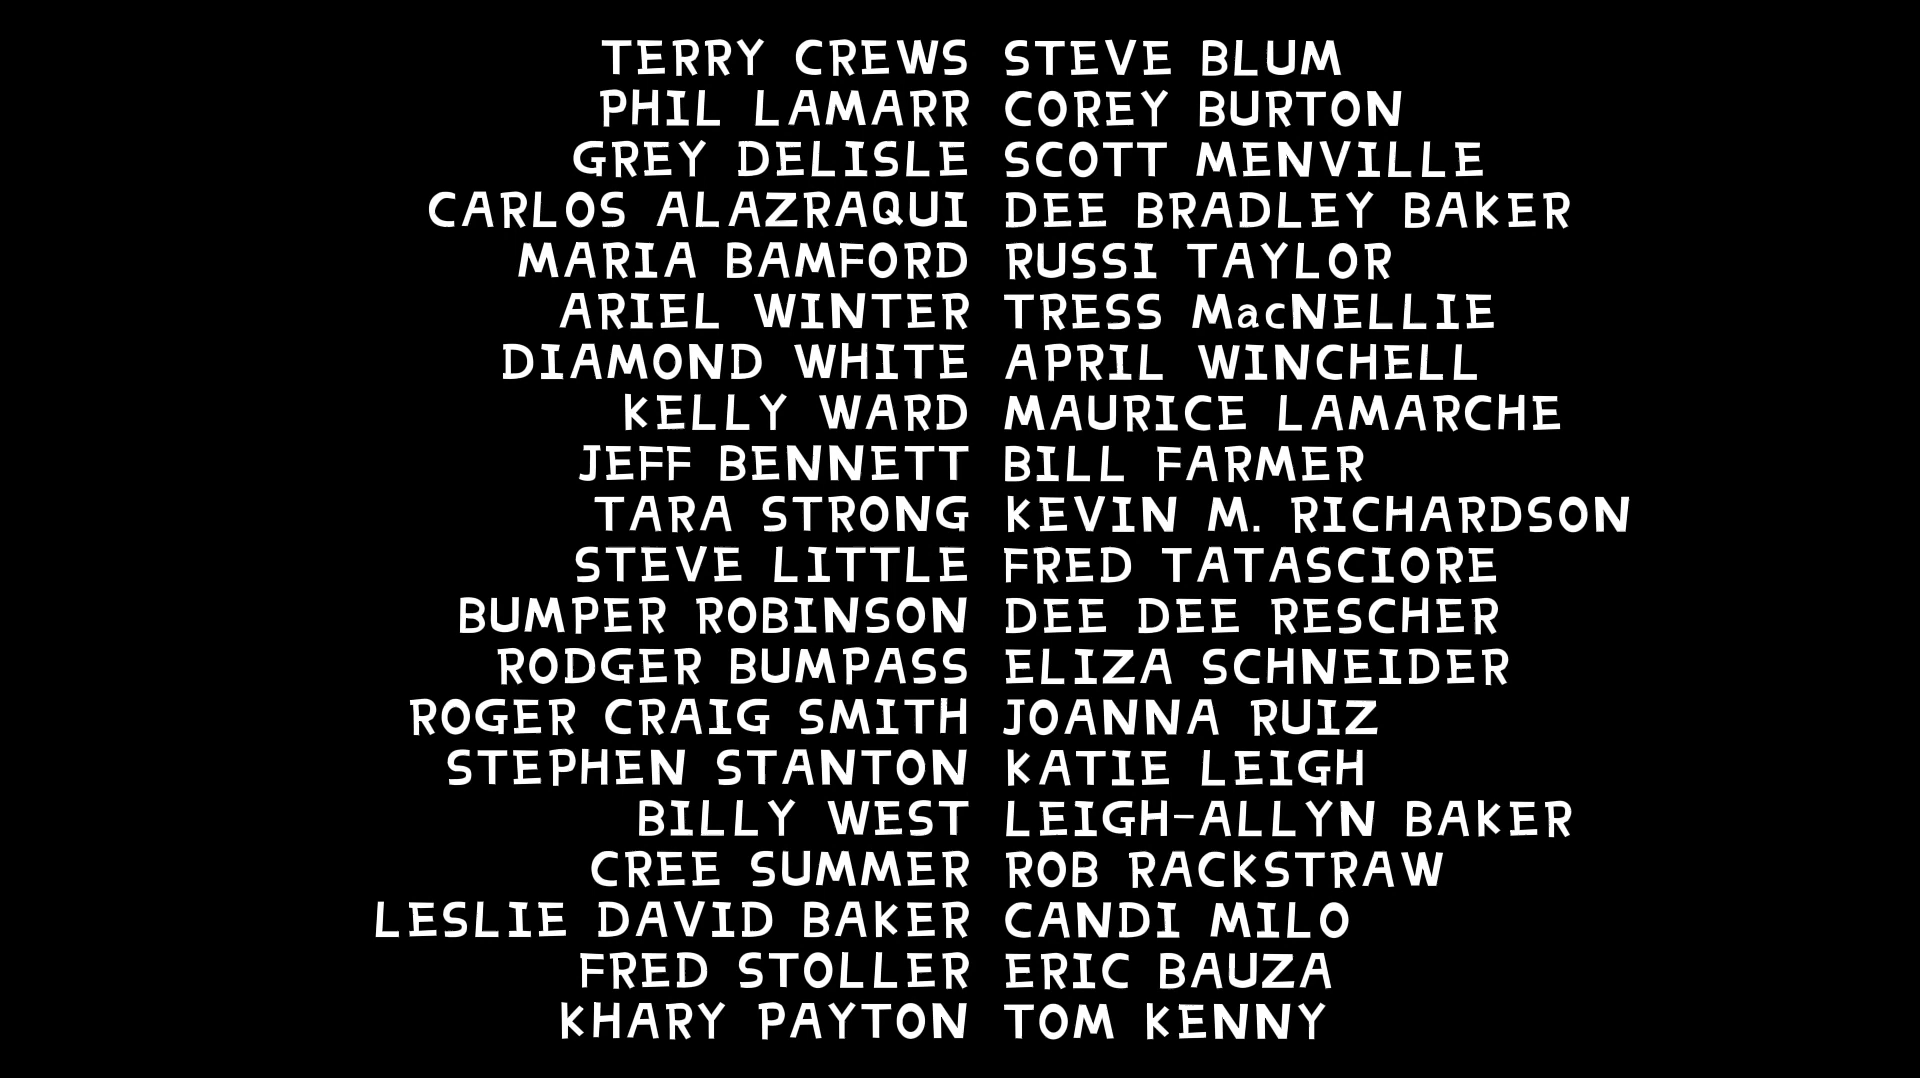 TERRY CREWS STEVE BLUM
PHIL LAMARR COREY BURTON
GREY DELISLE SCOTT MENVILLE
CARLOS ALAZRAQUI DEE BRADLEY BAKER
MARIA BAMFORD RUSSI TAYLOR
ARIEL WINTER TRESS MacNELLIE
DIAMOND WHITE APRIL WINCHELL
KELLY WARD MAURICE LAMARCHE
JEFF BENNETT BILL FARMER
TARA STRONG KEVIN M. RICHARDSON
STEVE LITTLE FRED TATASCIORE
BUMPER ROBINSON DEE DEE RESCHER
RODGER BUMPASS ELIZA SCHNEIDER
ROGER CRAIG SMITH JOANNA RUIZ
STEPHEN STANTON KATIE LEIGH
BILLY WEST LEIGH-ALLYN BAKER
CREE SUMMER ROB RACKSTRAW
LESLIE DAVID BAKER CANDI MILO
FRED STOLLER ERIC BAUZA
KHARY PAYTON TOM KENNY